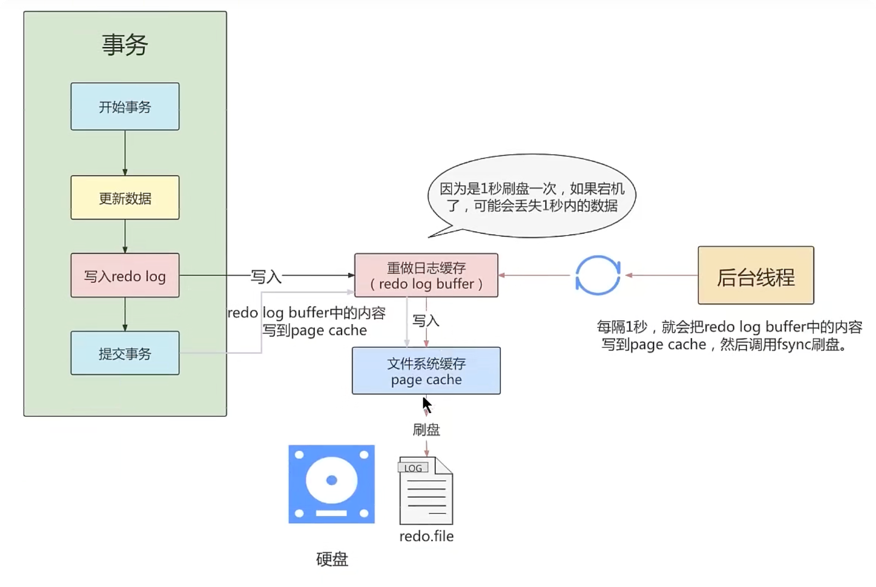 事务
开始事务
更新数据
写入redo log
提交事务
写入
redo log buffer中的内容
写到page cache
因为是1秒刷盘一次，如果宕机
了，可能会丢失1秒内的数据
重做日志缓存
（redo log buffer）
写入
文件系统缓存
page cache
刷盘
LOG
redo.file
硬盘
后台线程
每隔1秒，就会把redo log buffer中的内容
写到page cache，然后调用fsync刷盘。